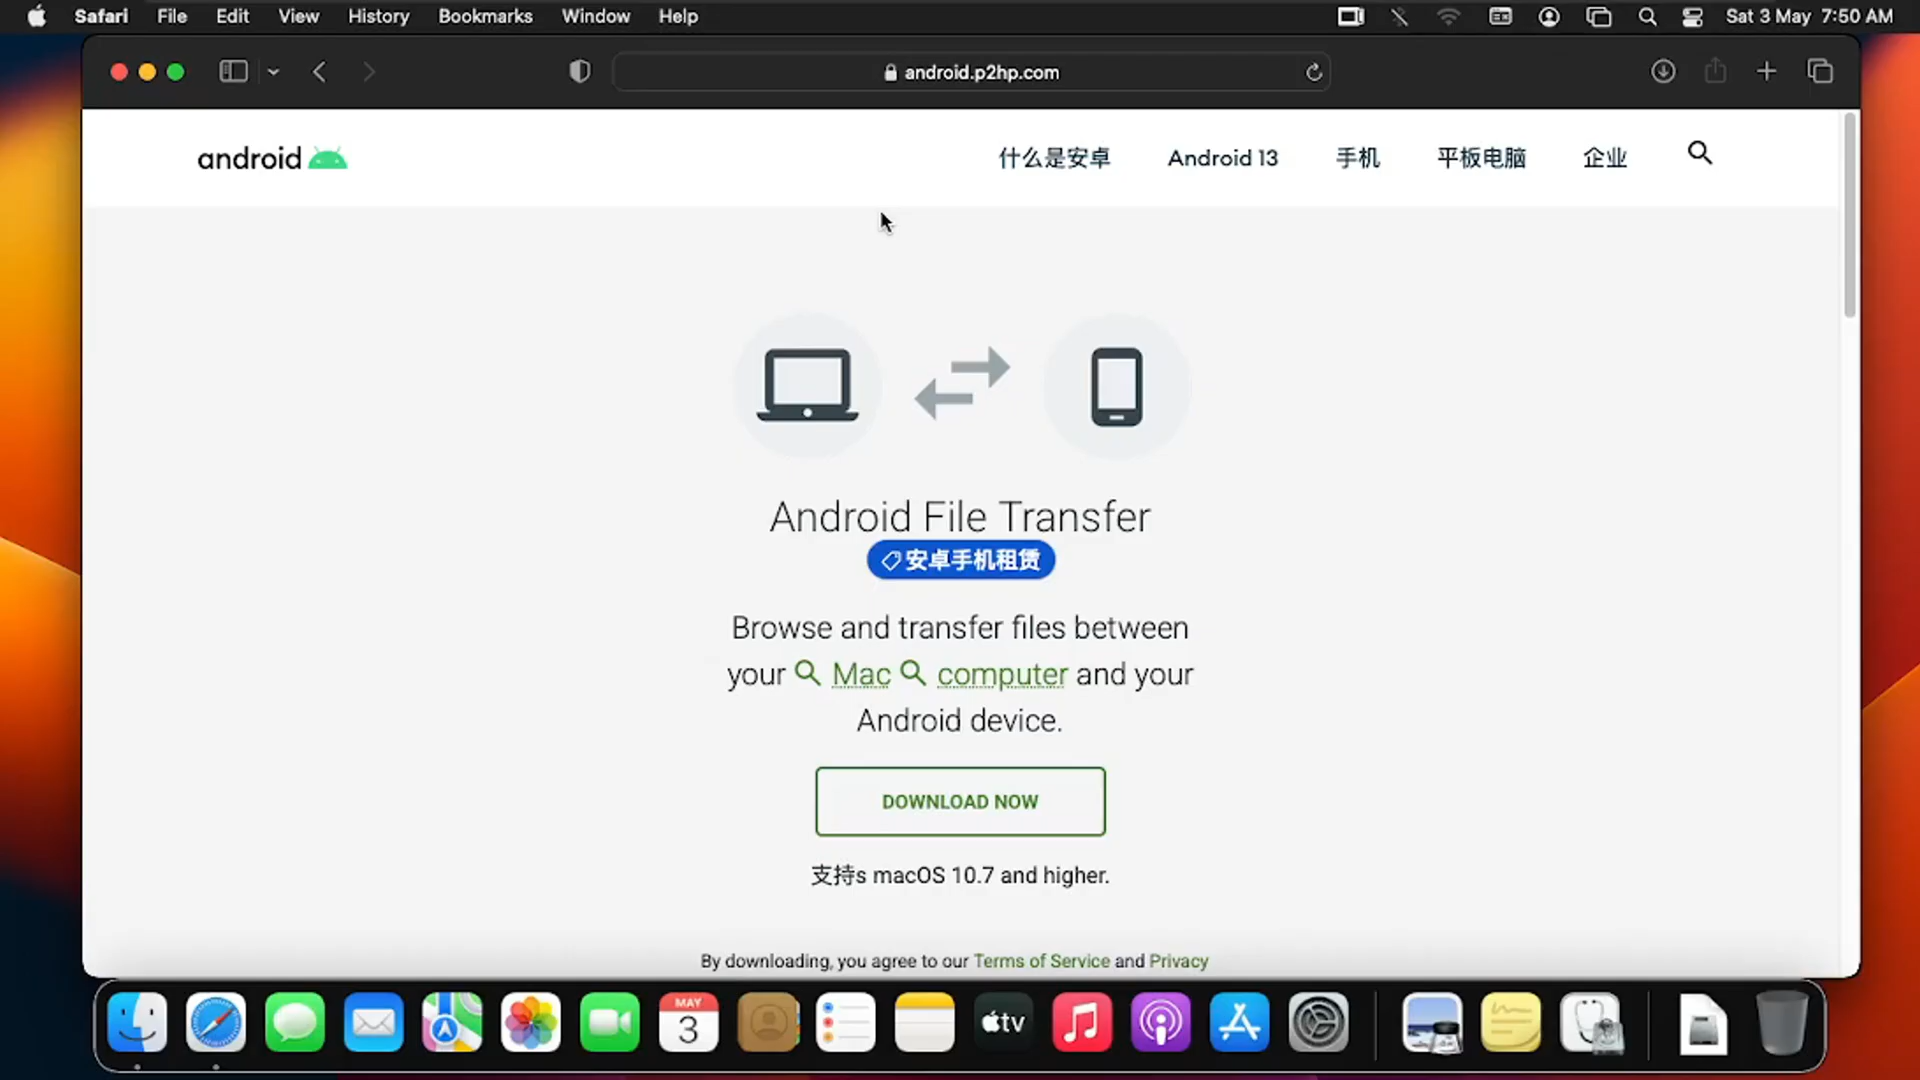 Safari File Edit View History Bookmarks Window Help Sat 3 May 7:50 AM
android.p2hp.com
android 什么是安卓 Android 13 手机 平板电脑 企业
Android File Transfer
安卓手机租赁
Browse and transfer files between
your Mac computer and your
Android device.
DOWNLOAD NOW
支持s macOS 10.7 and higher.
By downloading, you agree to our Terms of Service and Privacy
MAY
3
tv